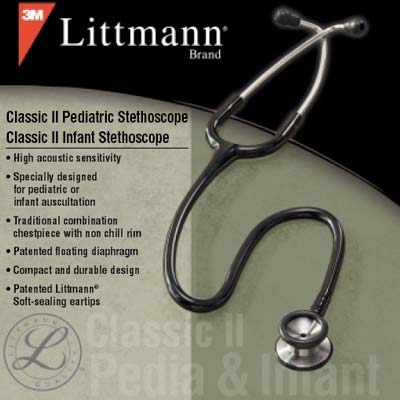 3M
Littmann®
Brand
Classic II Pediatric Stethoscope
Classic II Infant Stethoscope
• High acoustic sensitivity
• Specially designed
for pediatric or
infant auscultation
• Traditional combination
chestpiece with non chill rim
• Patented floating diaphragm
• Compact and durable design
• Patented Littmann®
Soft-sealing eartips
LITTMANN
QUALITY
L
Classic II
Pedia & Infant